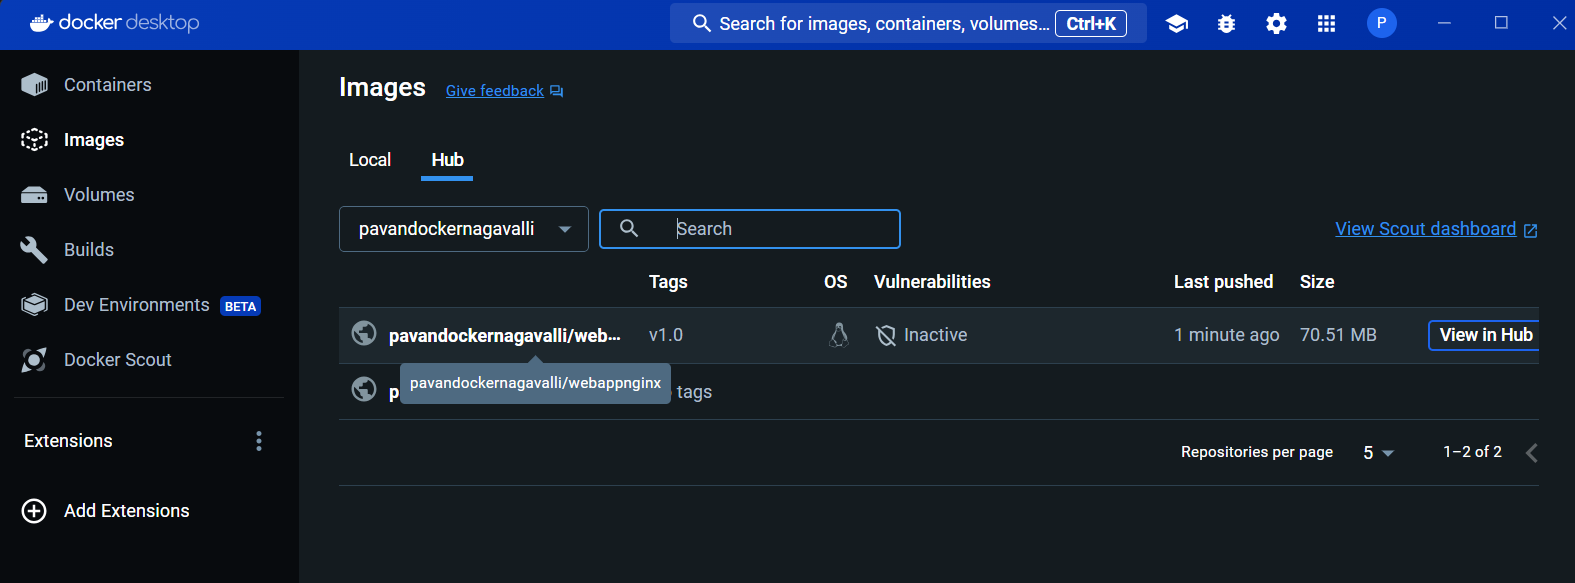 docker desktop
Search for images, containers, volumes... Ctrl+K
P
Containers
Images
Volumes
Builds
Dev Environments BETA
Docker Scout
Extensions
Add Extensions
Images Give feedback
Local Hub
pavandockernagavalli Search View Scout dashboard
Tags OS Vulnerabilities Last pushed Size
pavandockernagavalli/web... v1.0 Inactive 1 minute ago 70.51 MB View in Hub
pavandockernagavalli/webappnginx
p tags
Repositories per page 5 1–2 of 2